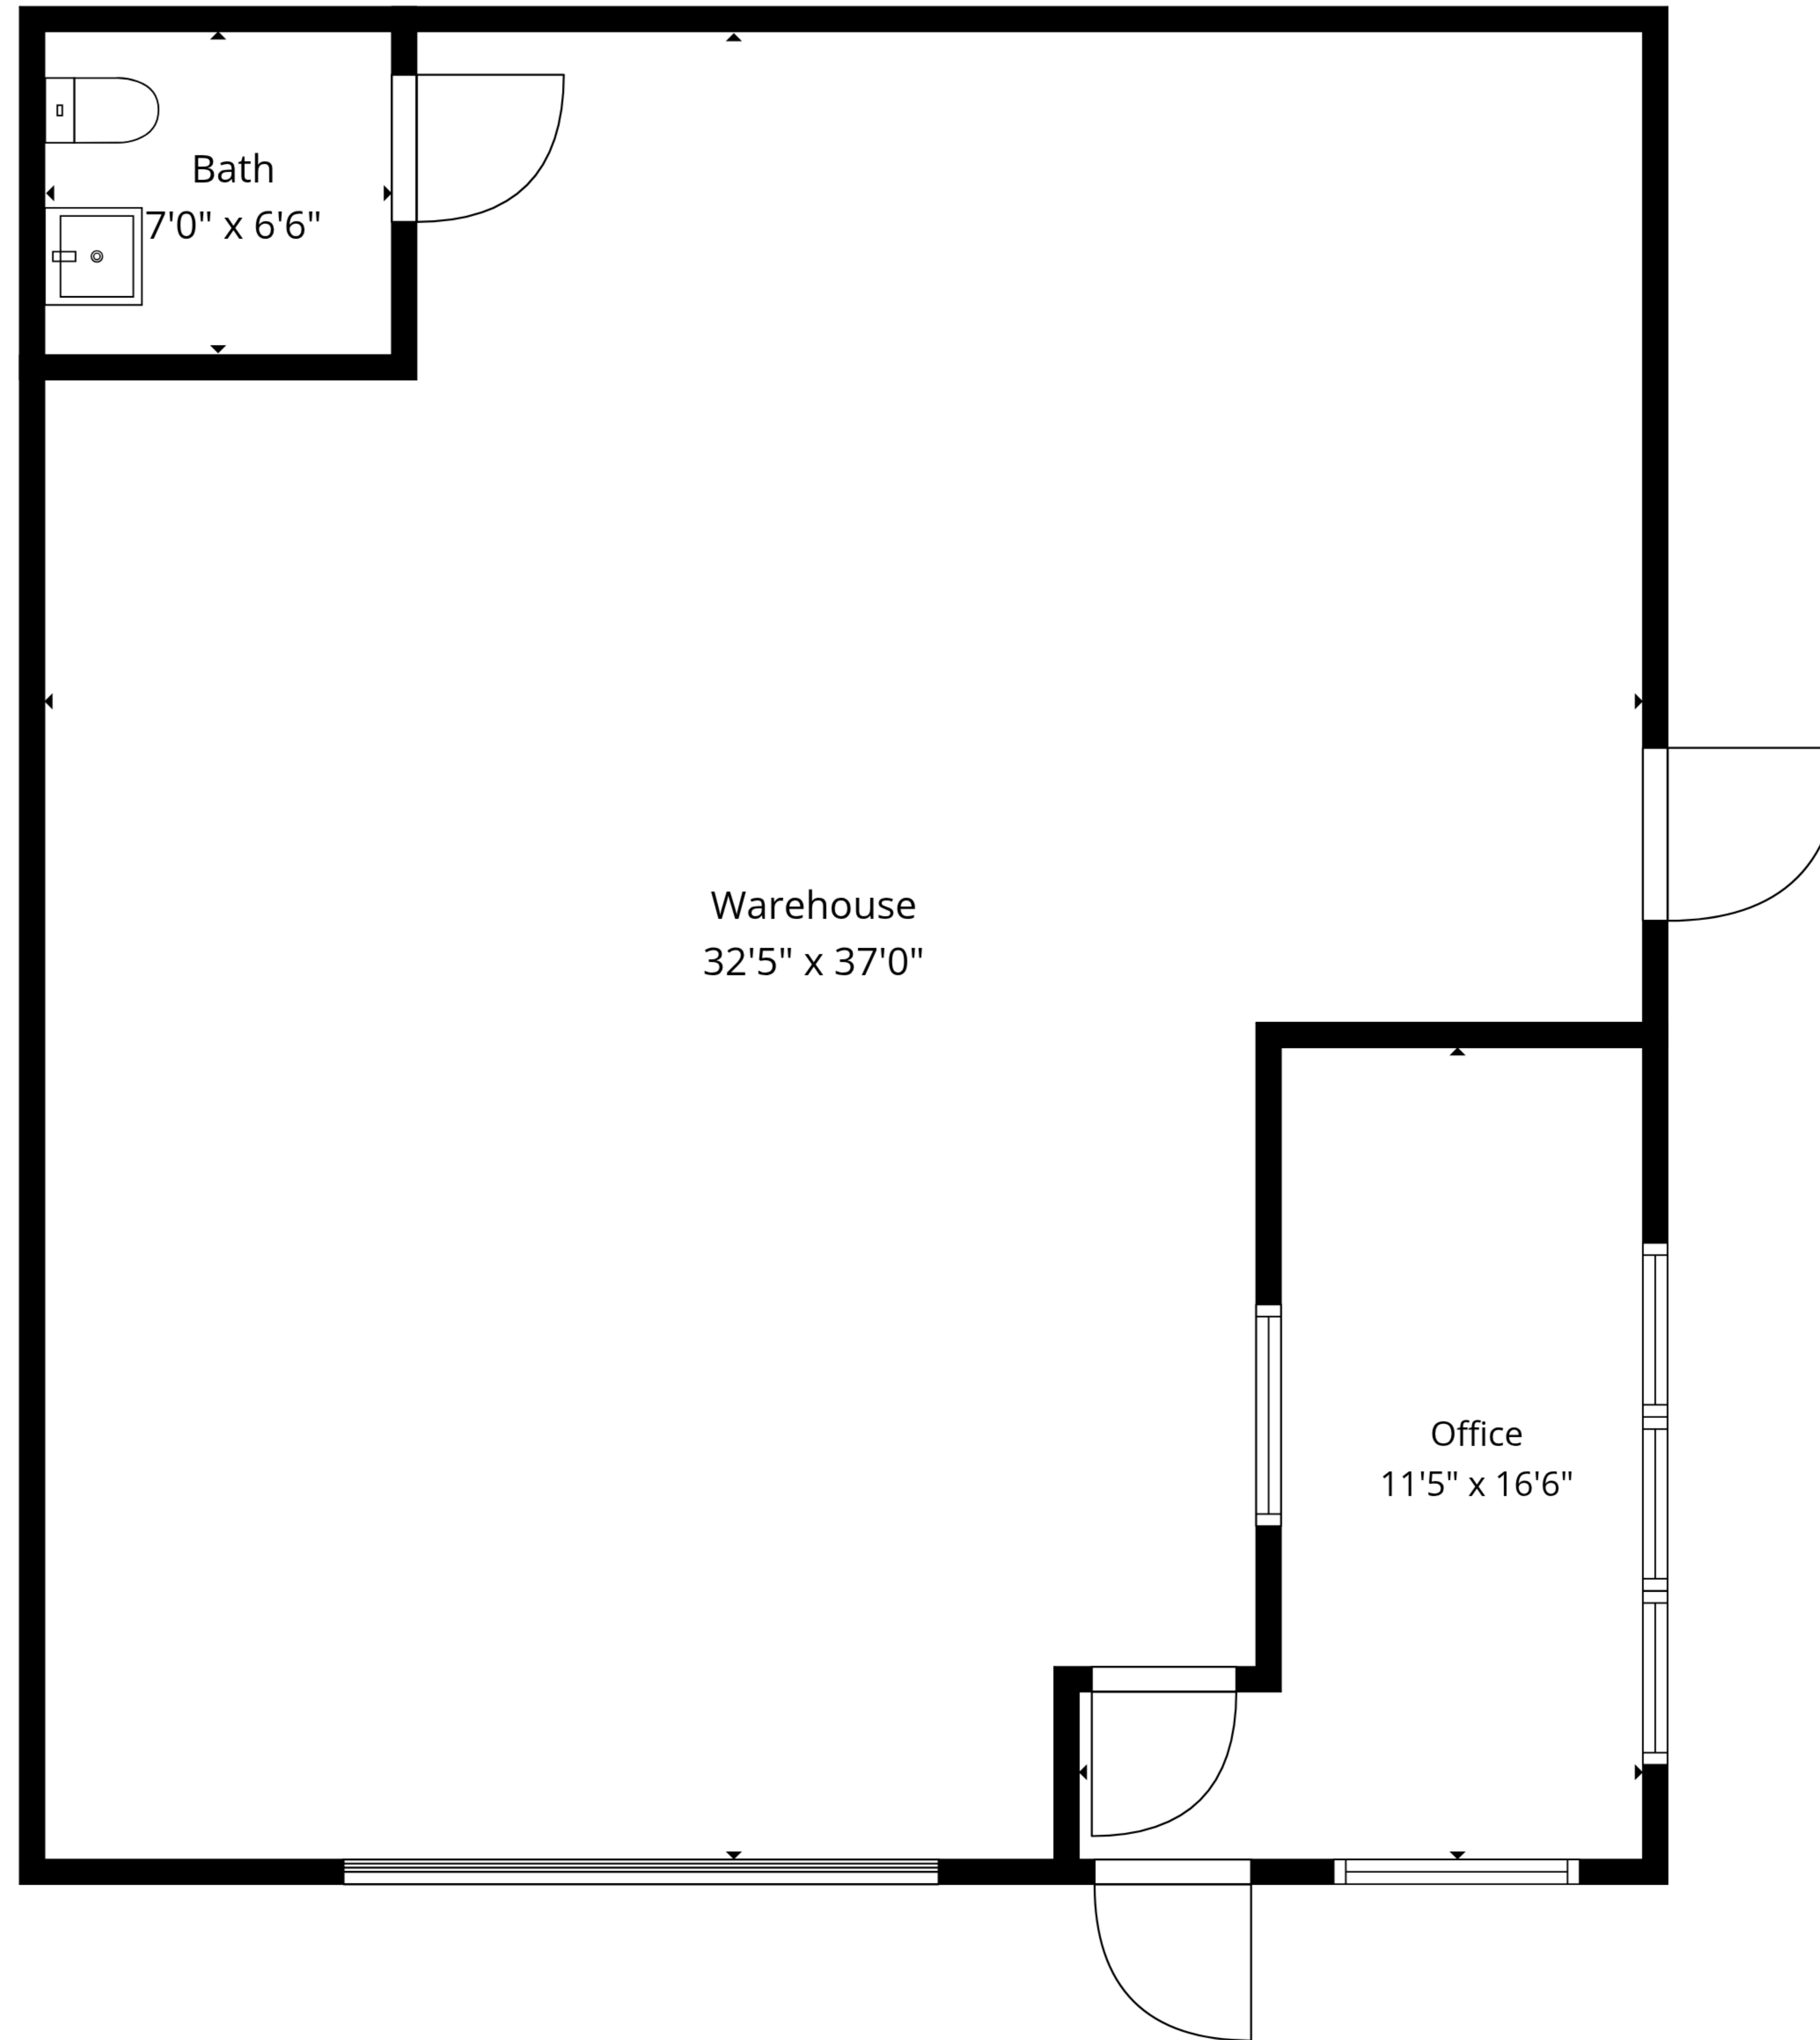 Bath
7'0" x 6'6"
Warehouse
32'5" x 37'0"
Office
11'5" x 16'6"